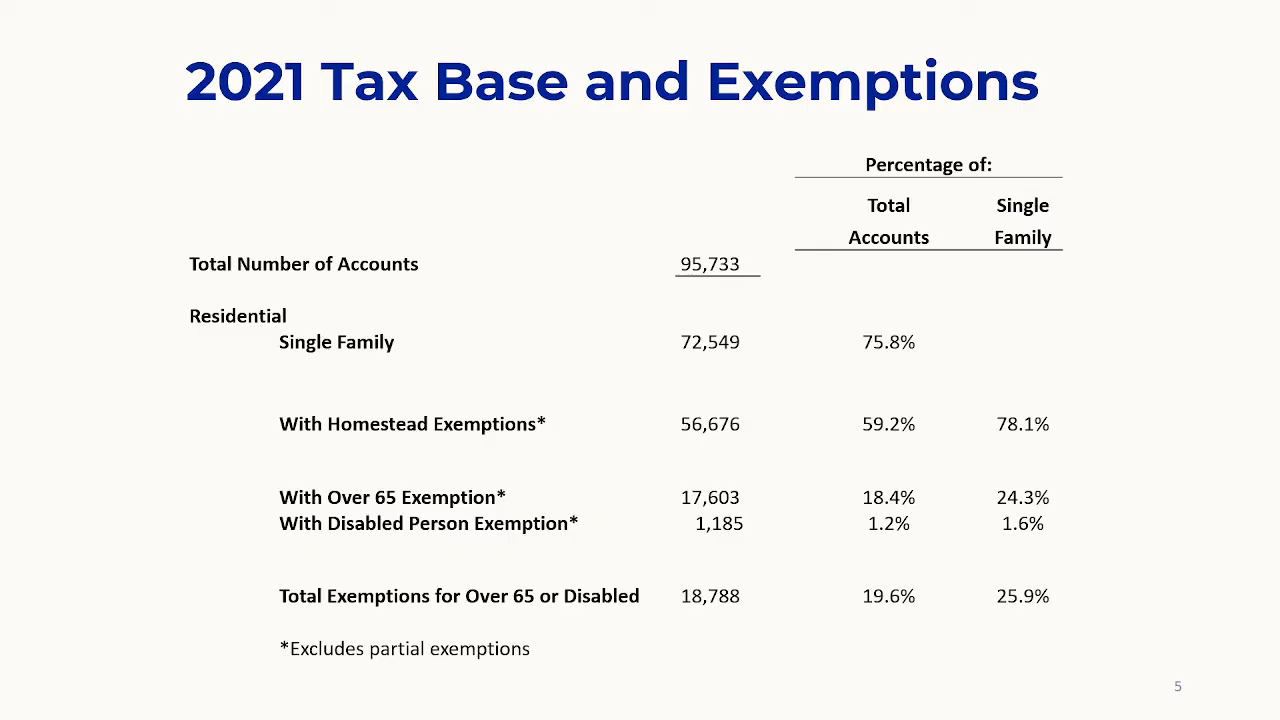 2021 Tax Base and Exemptions
Percentage of:
Total Single
Accounts Family
Total Number of Accounts 95,733
Residential
Single Family 72,549 75.8%
With Homestead Exemptions* 56,676 59.2% 78.1%
With Over 65 Exemption* 17,603 18.4% 24.3%
With Disabled Person Exemption* 1,185 1.2% 1.6%
Total Exemptions for Over 65 or Disabled 18,788 19.6% 25.9%
*Excludes partial exemptions
5